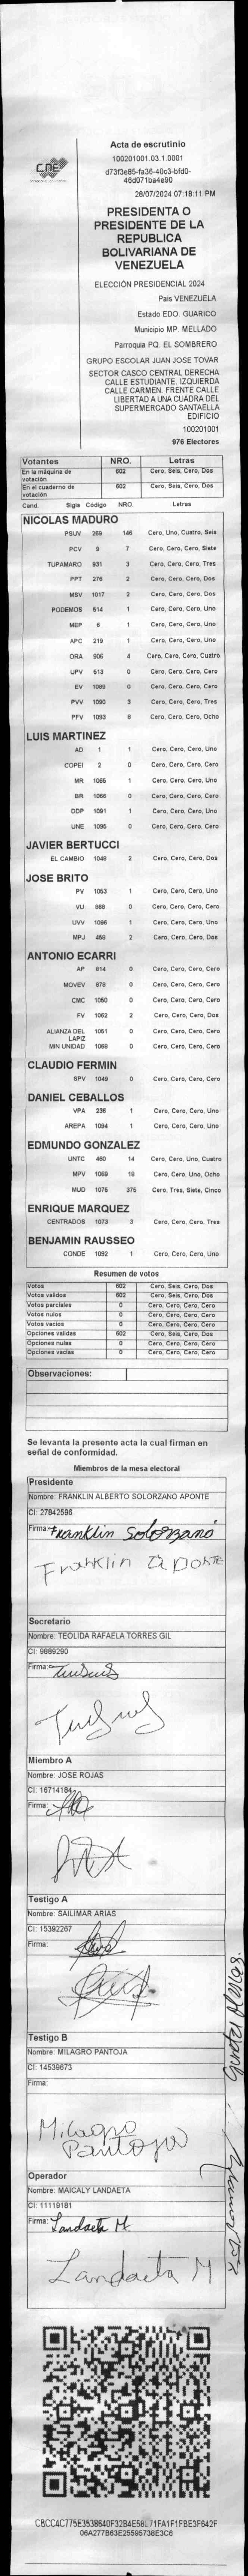 CNE
Acta de escrutinio
100201001.03.1.0001
d73f3e85-fa36-40c3-bfd0-
46d071ba4e90
28/07/2024 07:18:11 PM
PRESIDENTA O
PRESIDENTE DE LA
REPUBLICA
BOLIVARIANA DE
VENEZUELA
ELECCIÓN PRESIDENCIAL 2024
Pais VENEZUELA
Estado EDO. GUARICO
Municipio MP. MELLADO
Parroquia PQ. EL SOMBRERO
GRUPO ESCOLAR JUAN JOSE TOVAR
SECTOR CASCO CENTRAL DERECHA
CALLE ESTUDIANTE. IZQUIERDA
CALLE CARMEN. FRENTE CALLE
LIBERTAD A UNA CUADRA DEL
SUPERMERCADO SANTAELLA
EDIFICIO
100201001
976 Electores
Votantes NRO. Letras
En la máquina de votación 602 Cero, Seis, Cero, Dos
En el cuaderno de votación 602 Cero, Seis, Cero, Dos
Cand. Sigla Código NRO. Letras
NICOLAS MADURO
PSUV 269 146 Cero, Uno, Cuatro, Seis
PCV 9 7 Cero, Cero, Cero, Siete
TUPAMARO 931 3 Cero, Cero, Cero, Tres
PPT 276 2 Cero, Cero, Cero, Dos
MSV 1017 2 Cero, Cero, Cero, Dos
PODEMOS 514 1 Cero, Cero, Cero, Uno
MEP 6 1 Cero, Cero, Cero, Uno
APC 219 1 Cero, Cero, Cero, Uno
ORA 906 4 Cero, Cero, Cero, Cuatro
UPV 513 0 Cero, Cero, Cero, Cero
EV 1089 0 Cero, Cero, Cero, Cero
PVV 1090 3 Cero, Cero, Cero, Tres
PFV 1093 8 Cero, Cero, Cero, Ocho
LUIS MARTINEZ
AD 1 1 Cero, Cero, Cero, Uno
COPEI 2 0 Cero, Cero, Cero, Cero
MR 1065 1 Cero, Cero, Cero, Uno
BR 1066 0 Cero, Cero, Cero, Cero
DDP 1091 1 Cero, Cero, Cero, Uno
UNE 1095 0 Cero, Cero, Cero, Cero
JAVIER BERTUCCI
EL CAMBIO 1048 2 Cero, Cero, Cero, Dos
JOSE BRITO
PV 1053 1 Cero, Cero, Cero, Uno
VU 868 0 Cero, Cero, Cero, Cero
UVV 1096 1 Cero, Cero, Cero, Uno
MPJ 458 2 Cero, Cero, Cero, Dos
ANTONIO ECARRI
AP 814 0 Cero, Cero, Cero, Cero
MOVEV 878 0 Cero, Cero, Cero, Cero
CMC 1050 0 Cero, Cero, Cero, Cero
FV 1052 2 Cero, Cero, Cero, Dos
ALIANZA DEL LAPIZ 1051 0 Cero, Cero, Cero, Cero
MIN UNIDAD 1068 0 Cero, Cero, Cero, Cero
CLAUDIO FERMIN
SPV 1049 0 Cero, Cero, Cero, Cero
DANIEL CEBALLOS
VPA 236 1 Cero, Cero, Cero, Uno
AREPA 1094 1 Cero, Cero, Cero, Uno
EDMUNDO GONZALEZ
UNTC 460 14 Cero, Cero, Uno, Cuatro
MPV 1069 18 Cero, Cero, Uno, Ocho
MUD 1075 375 Cero, Tres, Siete, Cinco
ENRIQUE MARQUEZ
CENTRADOS 1073 3 Cero, Cero, Cero, Tres
BENJAMIN RAUSSEO
CONDE 1092 1 Cero, Cero, Cero, Uno
Resumen de votos
Votos 602 Cero, Seis, Cero, Dos
Votos validos 602 Cero, Seis, Cero, Dos
Votos parciales 0 Cero, Cero, Cero, Cero
Votos nulos 0 Cero, Cero, Cero, Cero
Votos vacios 0 Cero, Cero, Cero, Cero
Opciones validas 602 Cero, Seis, Cero, Dos
Opciones nulas 0 Cero, Cero, Cero, Cero
Opciones vacias 0 Cero, Cero, Cero, Cero
Observaciones:
Se levanta la presente acta la cual firman en
señal de conformidad.
Miembros de la mesa electoral
Presidente
Nombre: FRANKLIN ALBERTO SOLORZANO APONTE
CI: 27842596
Firma: Franklin Solorzano
Franklin
Secretario
Nombre: TEOLIDA RAFAELA TORRES GIL
CI: 9889290
Firma:
Miembro A
Nombre: JOSE ROJAS
CI: 16714184
Firma:
Testigo A
Nombre: SAILIMAR ARIAS
CI: 15392267
Firma:
Testigo B
Nombre: MILAGRO PANTOJA
CI: 14539673
Firma:
Milagro
Pantoja
Operador
Nombre: MAICALY LANDAETA
CI: 11119181
Firma: Landaeta M
Landaeta M
06A277B63E25595738E3C6